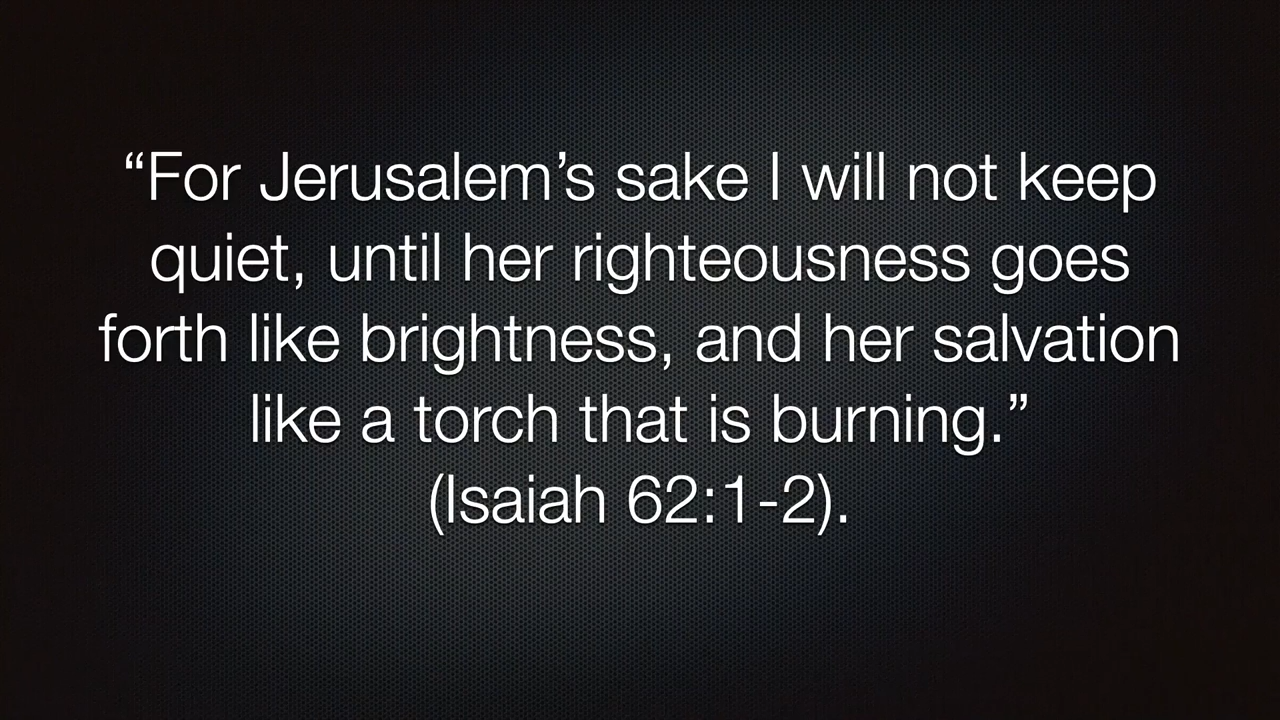 “For Jerusalem’s sake I will not keep
quiet, until her righteousness goes
forth like brightness, and her salvation
like a torch that is burning.”
(Isaiah 62:1-2).